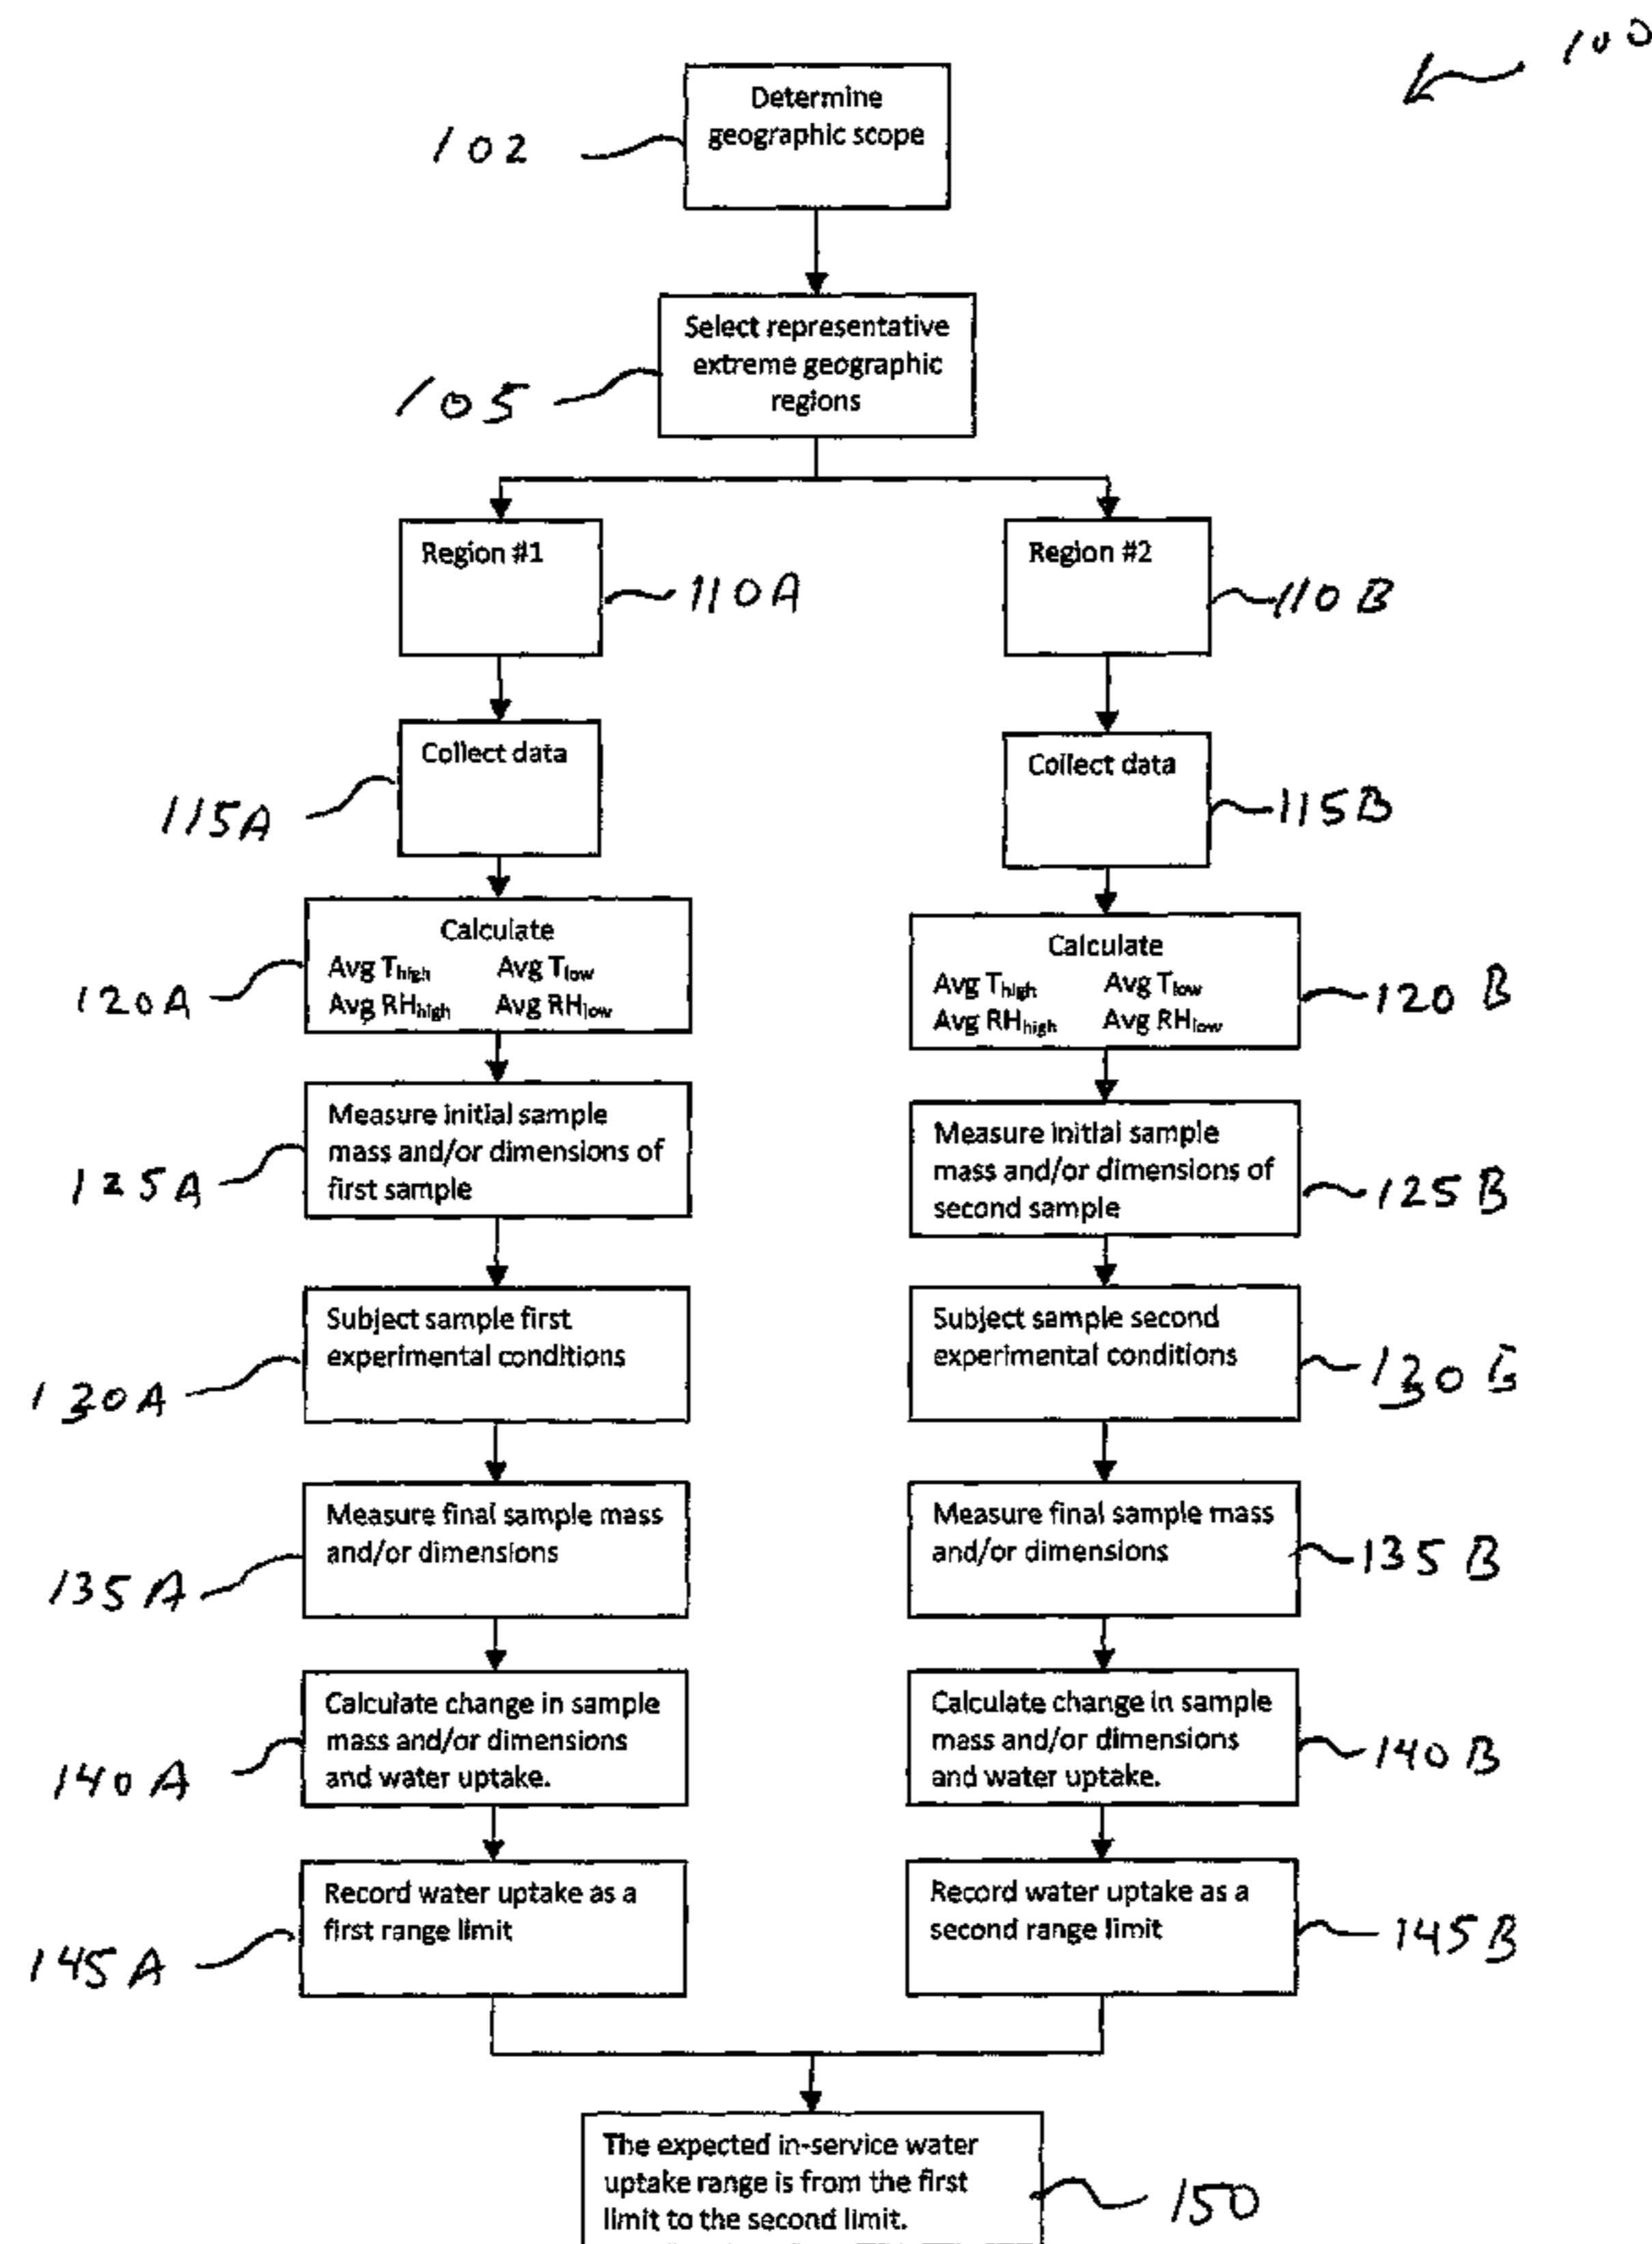 100
Determine
geographic scope
102
Select representative
extreme geographic
regions
105
Region #1
110A
Region #2
110B
Collect data
115A
Collect data
115B
Calculate
Avg Thigh Avg Tlow
Avg RHhigh Avg RHlow
120A
Calculate
Avg Thigh Avg Tlow
Avg RHhigh Avg RHlow
120B
Measure initial sample
mass and/or dimensions of
first sample
125A
Measure initial sample
mass and/or dimensions of
second sample
125B
Subject sample first
experimental conditions
130A
Subject sample second
experimental conditions
130B
Measure final sample mass
and/or dimensions
135A
Measure final sample mass
and/or dimensions
135B
Calculate change in sample
mass and/or dimensions
and water uptake.
140A
Calculate change in sample
mass and/or dimensions
and water uptake.
140B
Record water uptake as a
first range limit
145A
Record water uptake as a
second range limit
145B
The expected in-service water
uptake range is from the first
limit to the second limit.
150